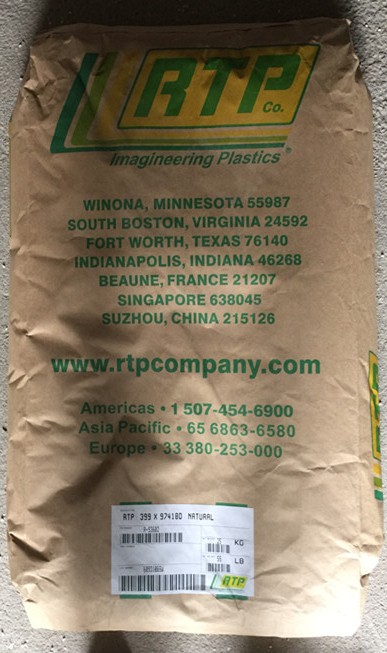 RTP
Co.
Imagineering Plastics®
WINONA, MINNESOTA 55987
SOUTH BOSTON, VIRGINIA 24592
FORT WORTH, TEXAS 76140
INDIANAPOLIS, INDIANA 46268
BEAUNE, FRANCE 21207
SINGAPORE 638045
SUZHOU, CHINA 215126
www.rtpcompany.com
Americas • 1 507-454-6900
Asia Pacific • 65 6863-6580
Europe • 33 380-253-000
RTP 399 X 97418D NATURAL
KG
LB
RTP